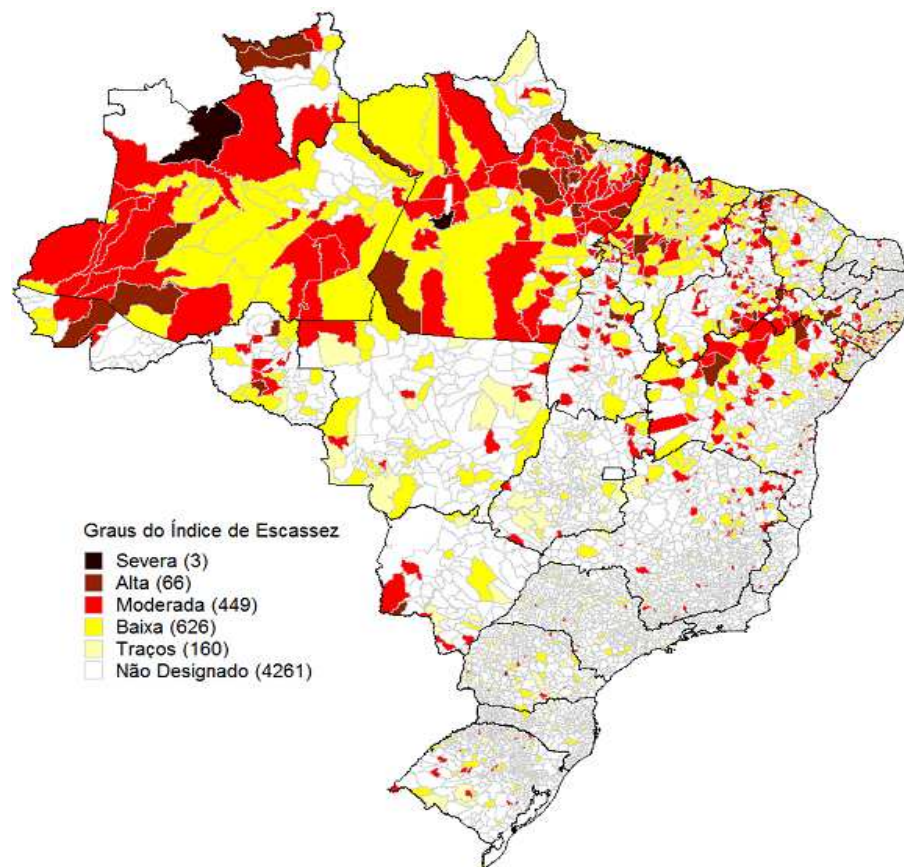 Graus do Índice de Escassez
Severa (3)
Alta (66)
Moderada (449)
Baixa (626)
Traços (160)
Não Designado (4261)